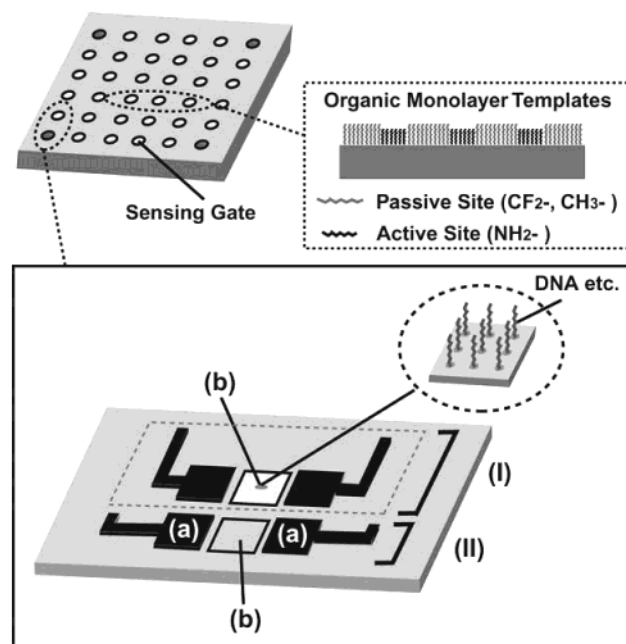 Organic Monolayer Templates
Sensing Gate
Passive Site (CF2-, CH3- )
Active Site (NH2- )
DNA etc.
(b)
(I)
(a)
(a)
(II)
(b)